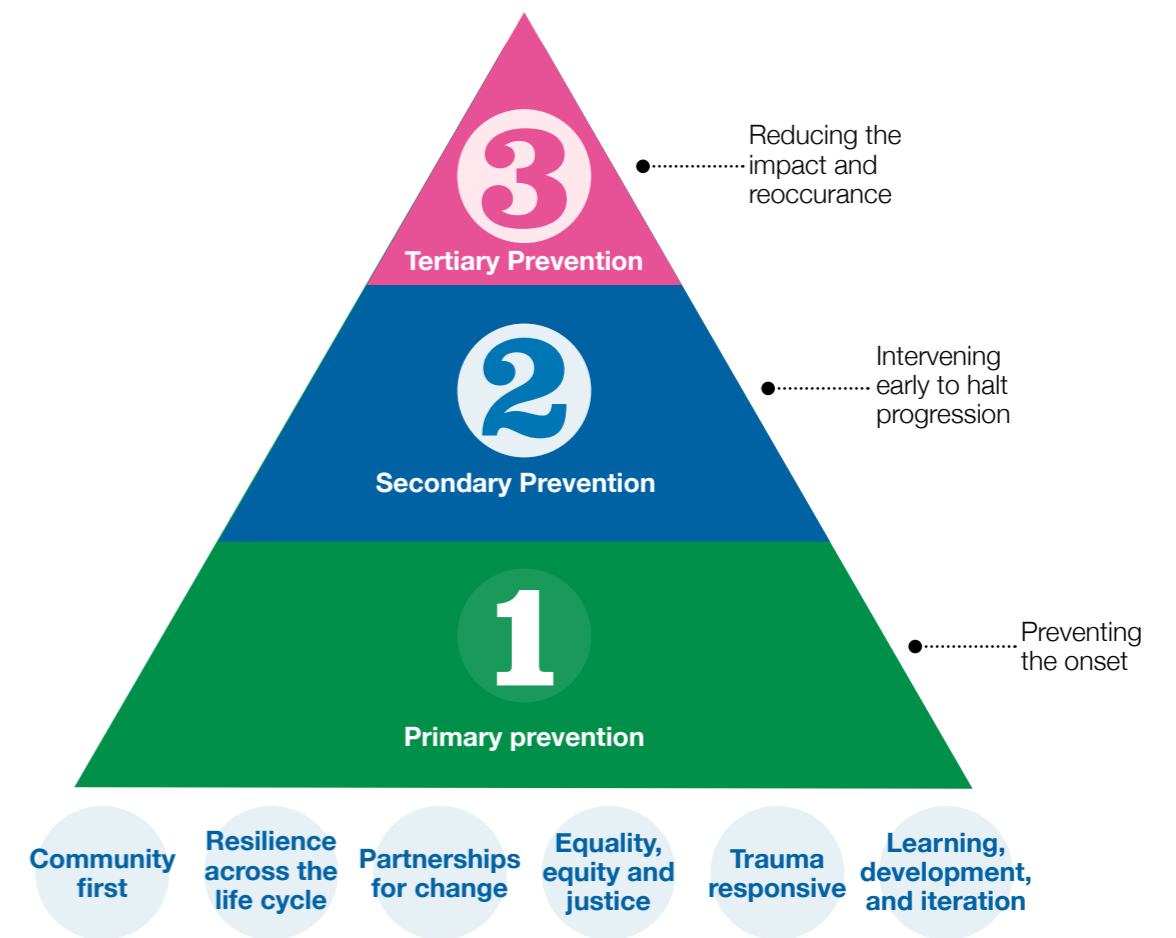 3
Tertiary Prevention
Reducing the
impact and
reoccurance
2
Secondary Prevention
Intervening
early to halt
progression
1
Primary prevention
Preventing
the onset
Community
first
Resilience
across the
life cycle
Partnerships
for change
Equality,
equity and
justice
Trauma
responsive
Learning,
development,
and iteration